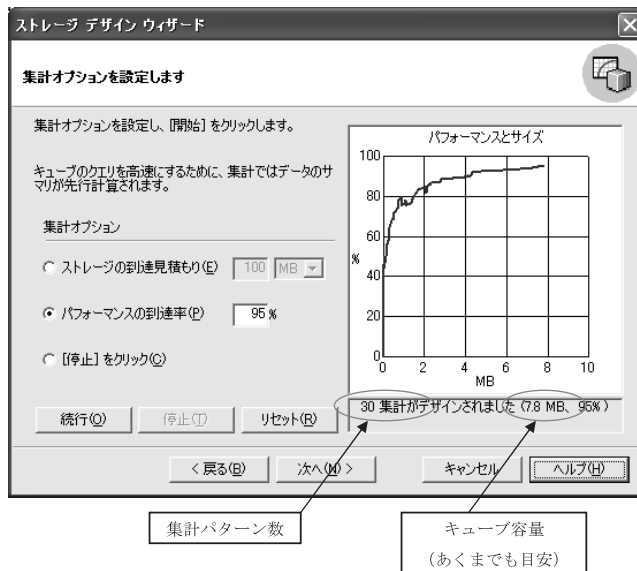 ストレージ デザイン ウィザード
集計オプションを設定します
集計オプションを設定し、[開始] をクリックします。
キューブのクエリを高速にするために、集計ではデータのサ
マリが先行計算されます。
集計オプション
ストレージの到達見積もり(E) 100 MB
パフォーマンスの到達率(P) 95 %
[停止] をクリック(C)
パフォーマンスとサイズ
100
80
60
%
40
20
0
0 2 4 6 8 10
MB
続行(O) 停止(T) リセット(R)
30 集計がデザインされました (7.8 MB、95% )
< 戻る(B) 次へ(N) > キャンセル ヘルプ(H)
集計パターン数
キューブ容量
(あくまでも目安)